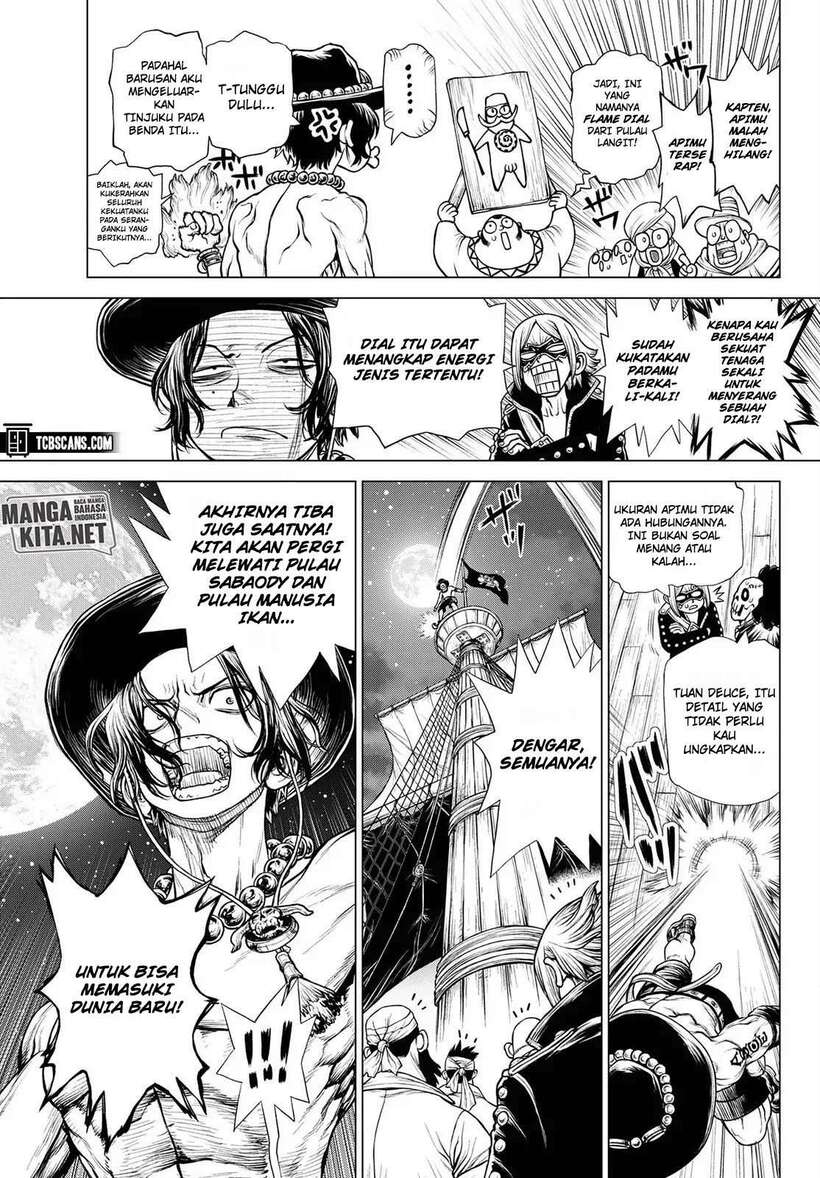 KAPTEN,
APIMU
MALAH
MENG-
HILANG!
APIMU
TERSE
RAP!
JADI, INI
YANG
NAMANYA
FLAME DIAL
DARI PULAU
LANGIT!
T-TUNGGU
DULU...
PADAHAL
BARUSAN AKU
MENGELUAR-
KAN
TINJUKU PADA
BENDA ITU...
BAIKLAH, AKAN
KUKERAHKAN
SELURUH
KEKUATANKU
PADA SERAN-
GANKU YANG
BERIKUTNYA...
KENAPA KAU
BERUSAHA
SEKUAT
TENAGA
SEKALI
UNTUK
MENYERANG
SEBUAH
DIAL?!
SUDAH
KUKATAKAN
PADAMU
BERKA-
LI-KALI!
DIAL ITU DAPAT
MENANGKAP ENERGI
JENIS TERTENTU!
TCBSCANS.COM
UKURAN APIMU TIDAK
ADA HUBUNGANNYA.
INI BUKAN SOAL
MENANG ATAU
KALAH...
TUAN DEUCE, ITU
DETAIL YANG
TIDAK PERLU
KAU
UNGKAPKAN...
DENGAR,
SEMUANYA!
AKHIRNYA TIBA
JUGA SAATNYA!
KITA AKAN PERGI
MELEWATI PULAU
SABAODY DAN
PULAU MANUSIA
IKAN...
UNTUK BISA
MEMASUKI
DUNIA BARU!
!!!
MANGA
KITA.NET
BACA MANGA
BAHASA
INDONESIA